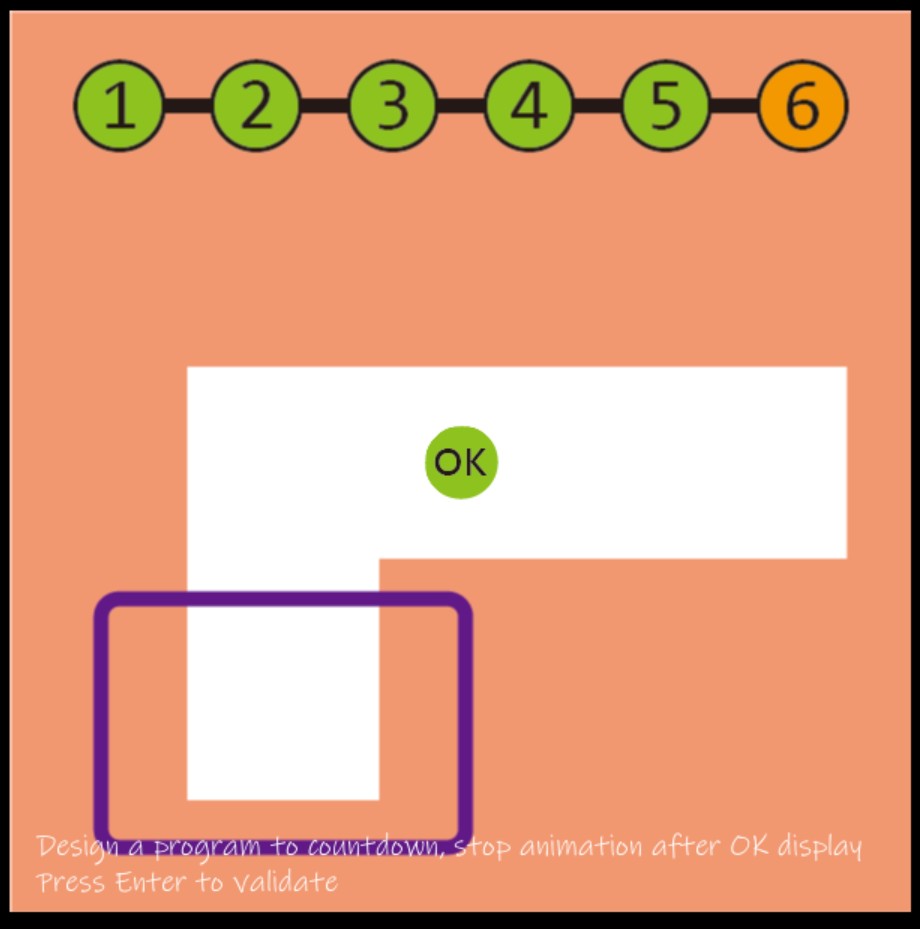 1 2 3 4 5 6
OK
Design a program to countdown, stop animation after OK display
Press Enter to Validate